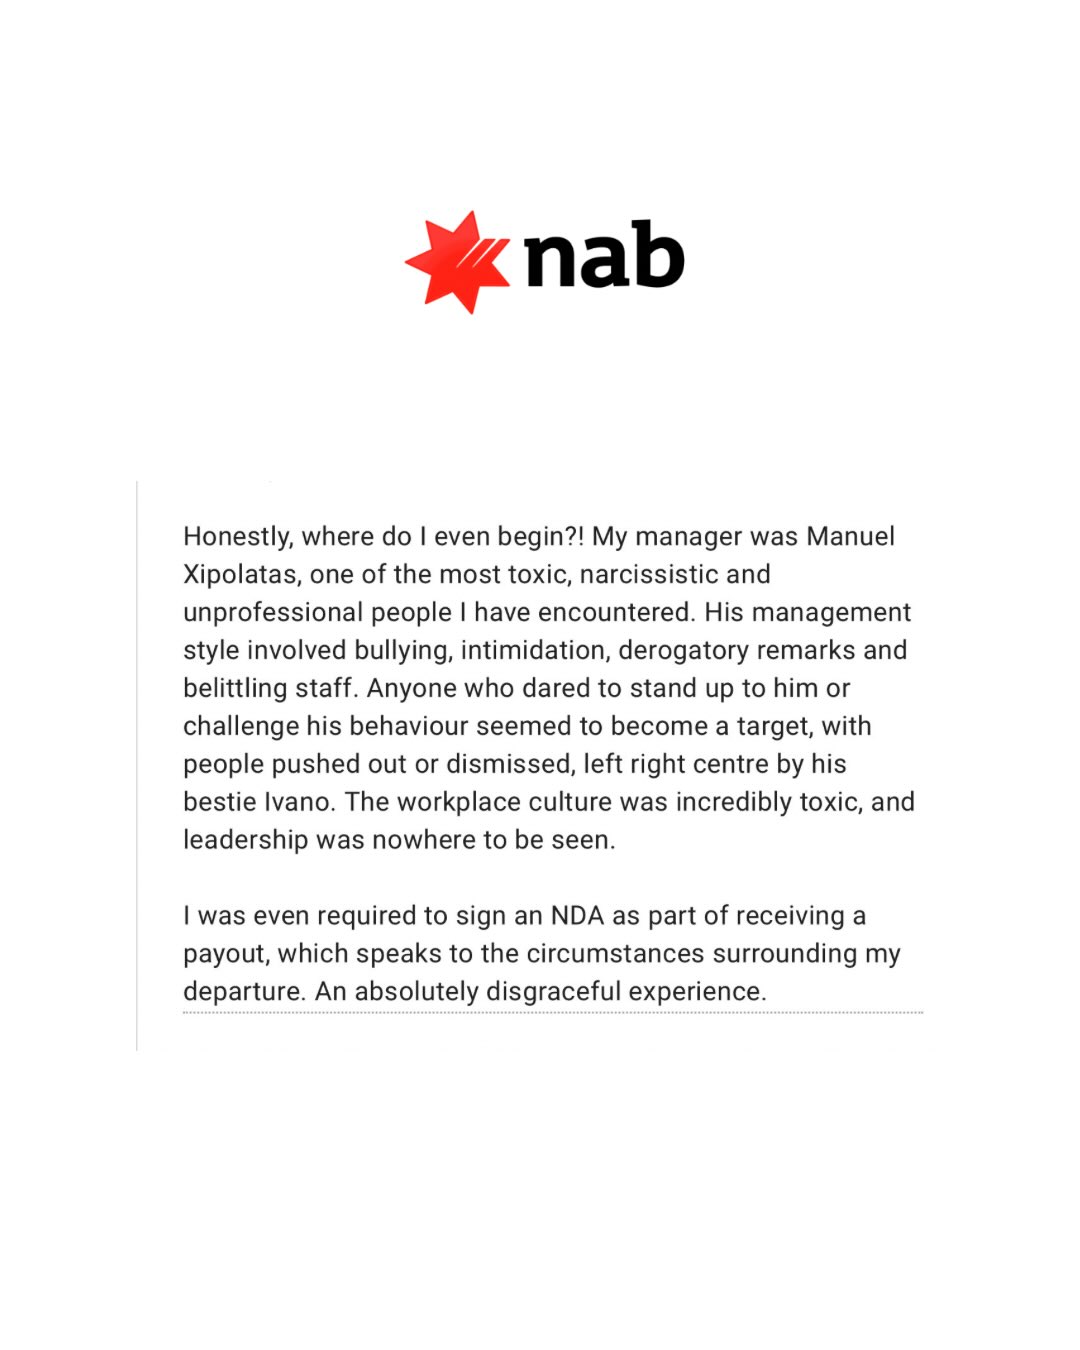 nab
Honestly, where do I even begin?! My manager was Manuel
Xipolatas, one of the most toxic, narcissistic and
unprofessional people I have encountered. His management
style involved bullying, intimidation, derogatory remarks and
belittling staff. Anyone who dared to stand up to him or
challenge his behaviour seemed to become a target, with
people pushed out or dismissed, left right centre by his
bestie Ivano. The workplace culture was incredibly toxic, and
leadership was nowhere to be seen.
I was even required to sign an NDA as part of receiving a
payout, which speaks to the circumstances surrounding my
departure. An absolutely disgraceful experience.